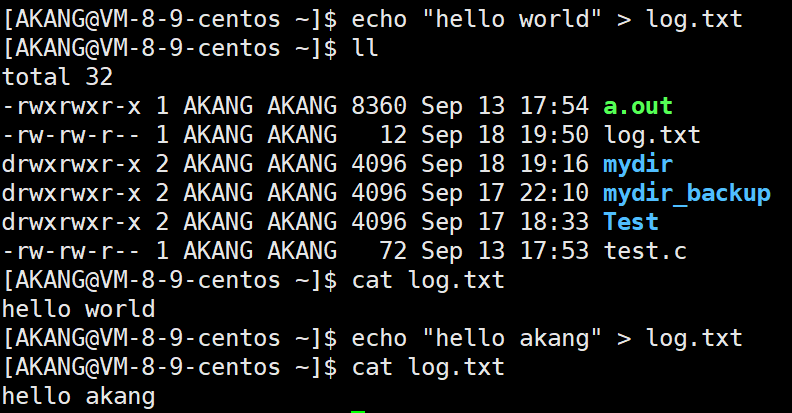 [AKANG@VM-8-9-centos ~]$ echo "hello world" > log.txt
[AKANG@VM-8-9-centos ~]$ ll
total 32
-rwxrwxr-x 1 AKANG AKANG 8360 Sep 13 17:54 a.out
-rw-rw-r-- 1 AKANG AKANG   12 Sep 18 19:50 log.txt
drwxrwxr-x 2 AKANG AKANG 4096 Sep 18 19:16 mydir
drwxrwxr-x 2 AKANG AKANG 4096 Sep 17 22:10 mydir_backup
drwxrwxr-x 2 AKANG AKANG 4096 Sep 17 18:33 Test
-rw-rw-r-- 1 AKANG AKANG   72 Sep 13 17:53 test.c
[AKANG@VM-8-9-centos ~]$ cat log.txt
hello world
[AKANG@VM-8-9-centos ~]$ echo "hello akang" > log.txt
[AKANG@VM-8-9-centos ~]$ cat log.txt
hello akang